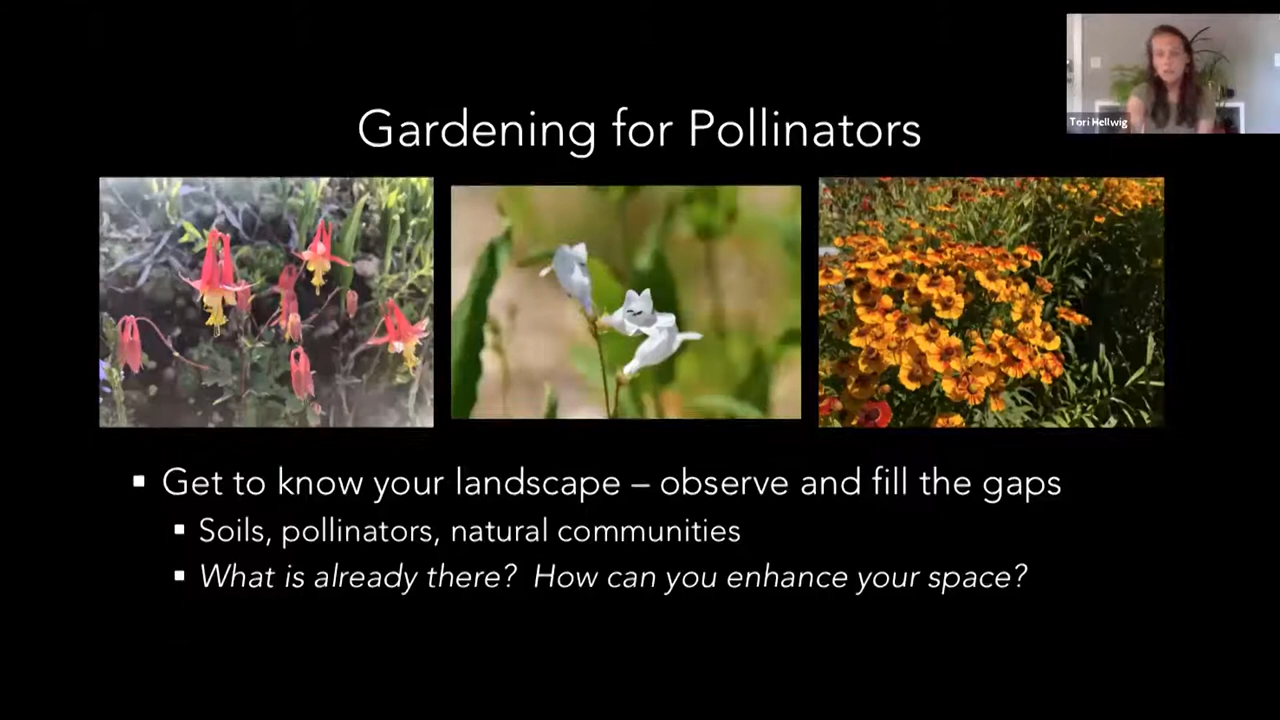 Tori Hellwig
Gardening for Pollinators
▪ Get to know your landscape – observe and fill the gaps
▪ Soils, pollinators, natural communities
▪ What is already there? How can you enhance your space?